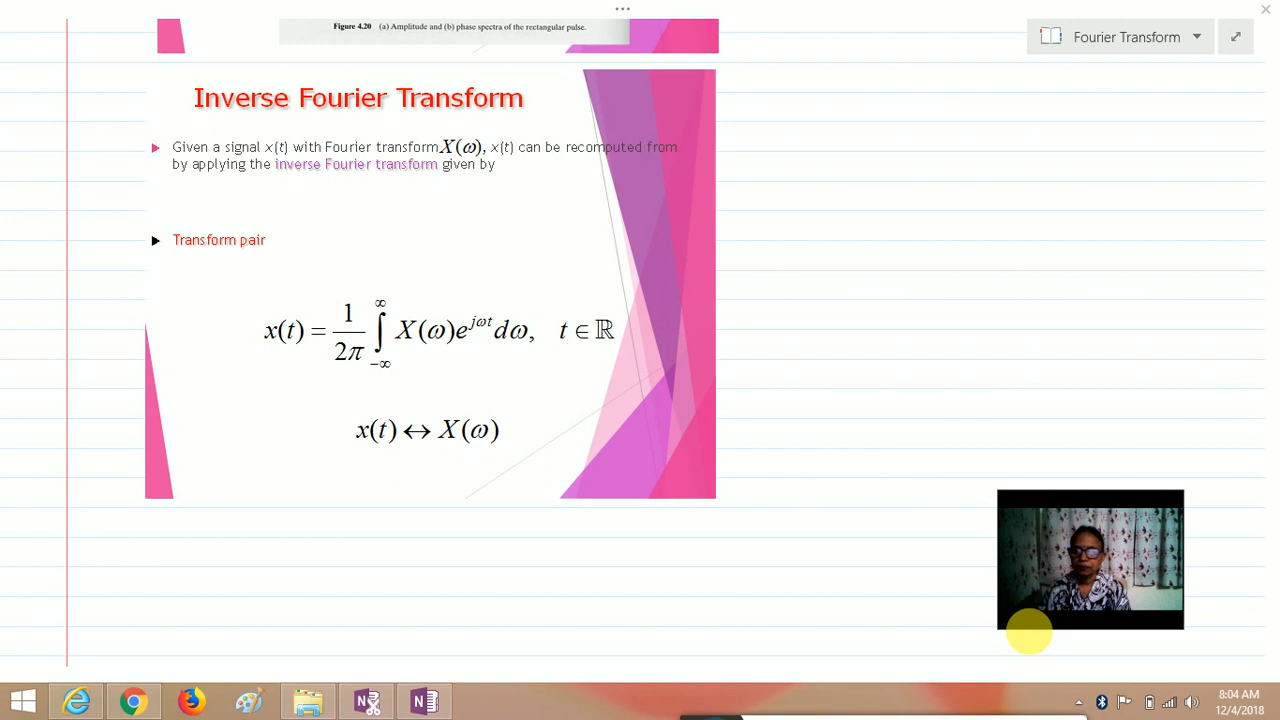 Figure 4.20 (a) Amplitude and (b) phase spectra of the rectangular pulse.
Fourier Transform
Inverse Fourier Transform
Given a signal x(t) with Fourier transform X(ω), x(t) can be recomputed from
by applying the inverse Fourier transform given by
Transform pair
x(t) = 1/2π ∫_{-∞}^{∞} X(ω)e^{jωt}dω, t ∈ ℝ
x(t) ↔ X(ω)
8:04 AM
12/4/2018